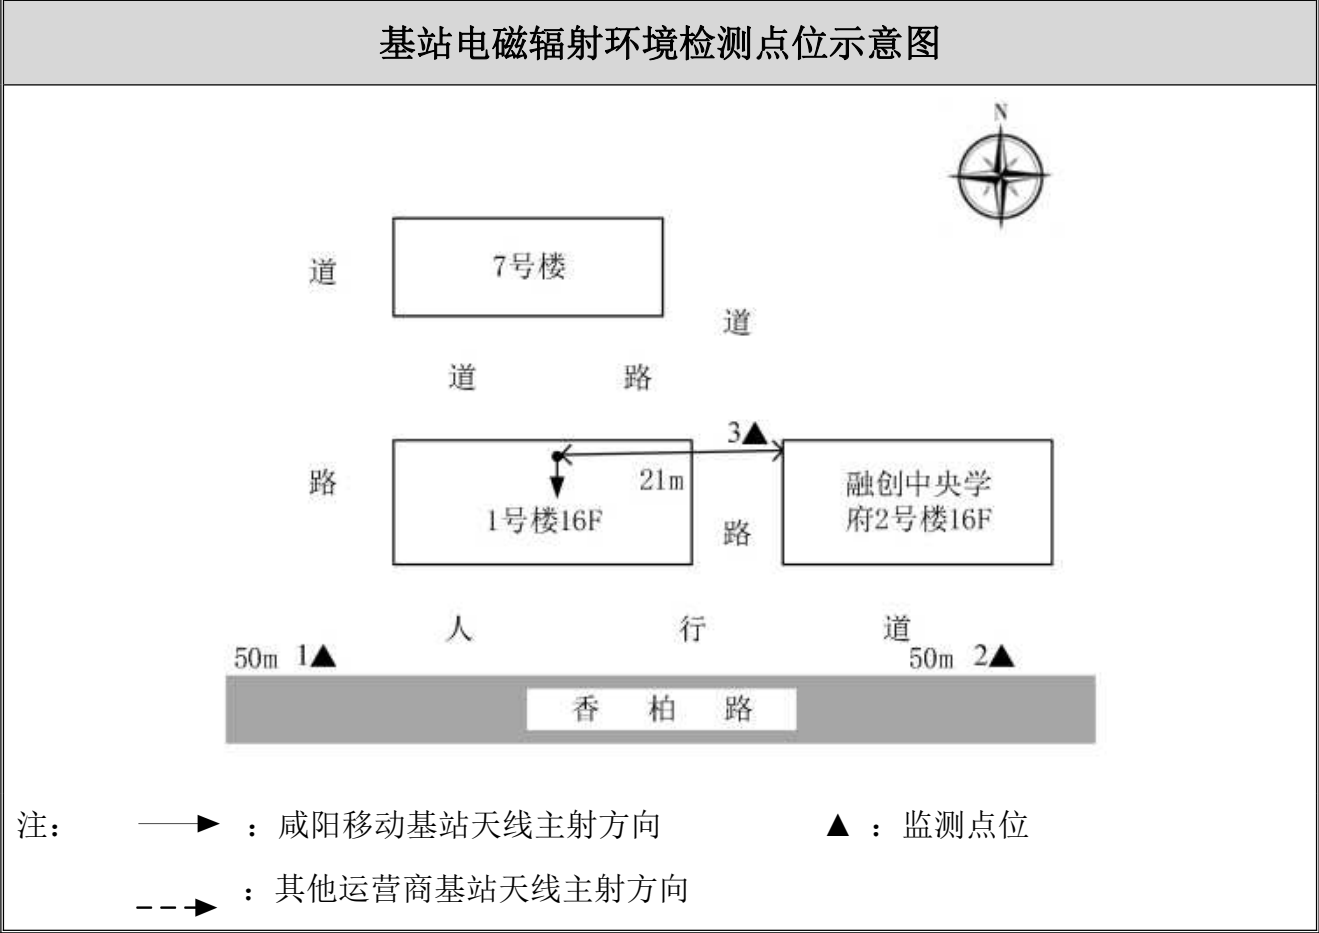 基站电磁辐射环境检测点位示意图
N
7号楼
道
道
道 路
3▲
21m
融创中央学
府2号楼16F
路
1号楼16F
路
人 行 道
50m 1▲
50m 2▲
香 柏 路
注：
：咸阳移动基站天线主射方向
▲ ：监测点位
：其他运营商基站天线主射方向